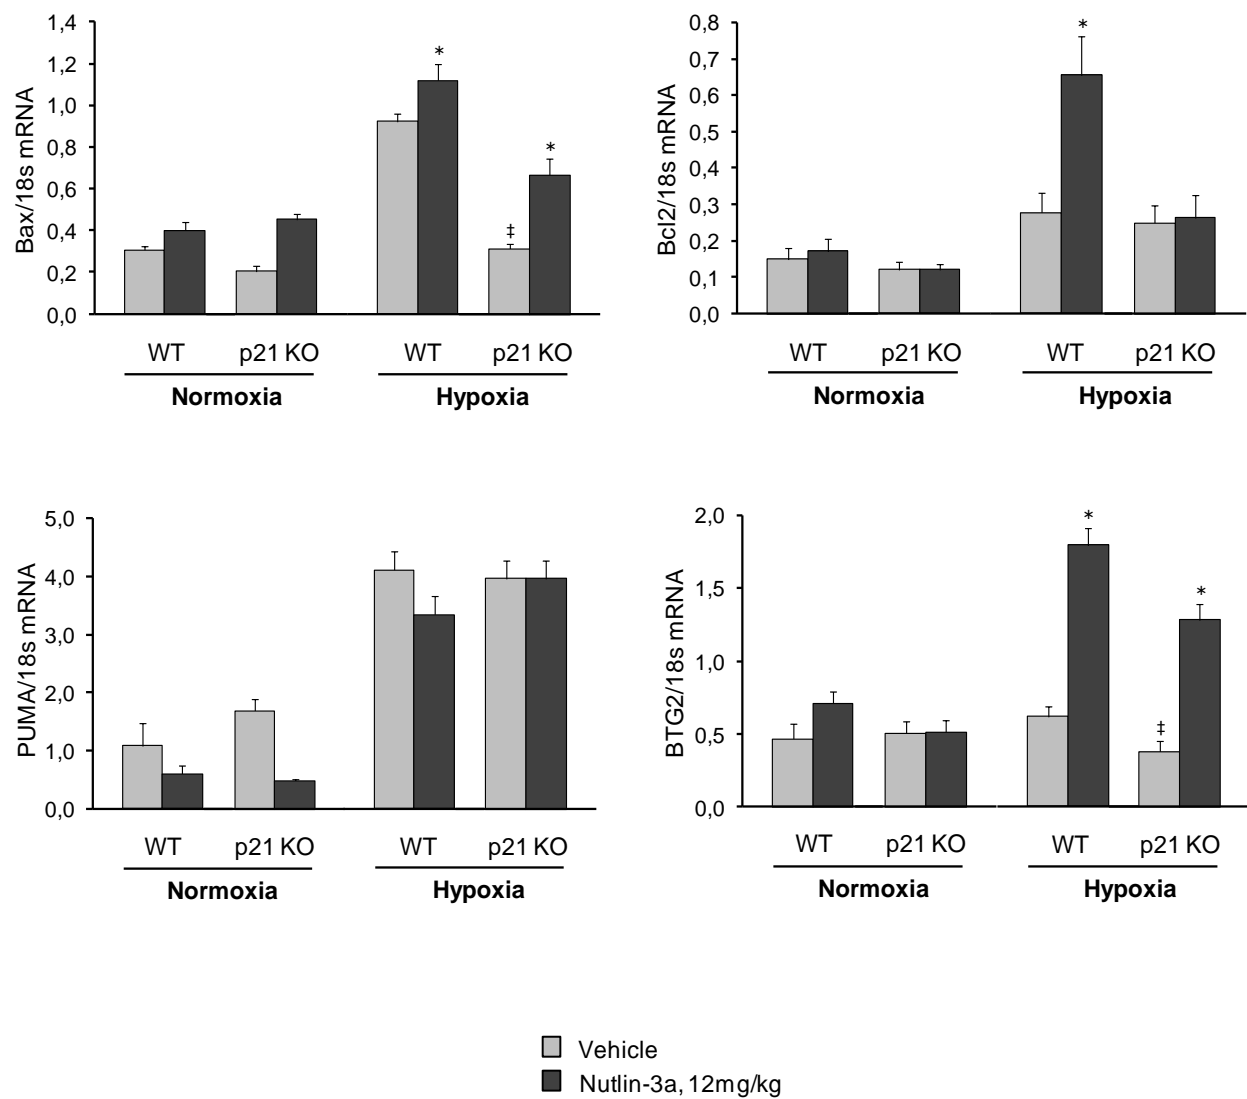 Bax/18s mRNA
1,4
1,2
1,0
0,8
0,6
0,4
0,2
0,0
*
*
‡
WT p21 KO WT p21 KO
Normoxia Hypoxia
Bcl2/18s mRNA
0,8
0,7
0,6
0,5
0,4
0,3
0,2
0,1
0,0
*
WT p21 KO WT p21 KO
Normoxia Hypoxia
PUMA/18s mRNA
5,0
4,0
3,0
2,0
1,0
0,0
WT p21 KO WT p21 KO
Normoxia Hypoxia
BTG2/18s mRNA
2,0
1,5
1,0
0,5
0,0
*
*
‡
WT p21 KO WT p21 KO
Normoxia Hypoxia
Vehicle
Nutlin-3a, 12mg/kg